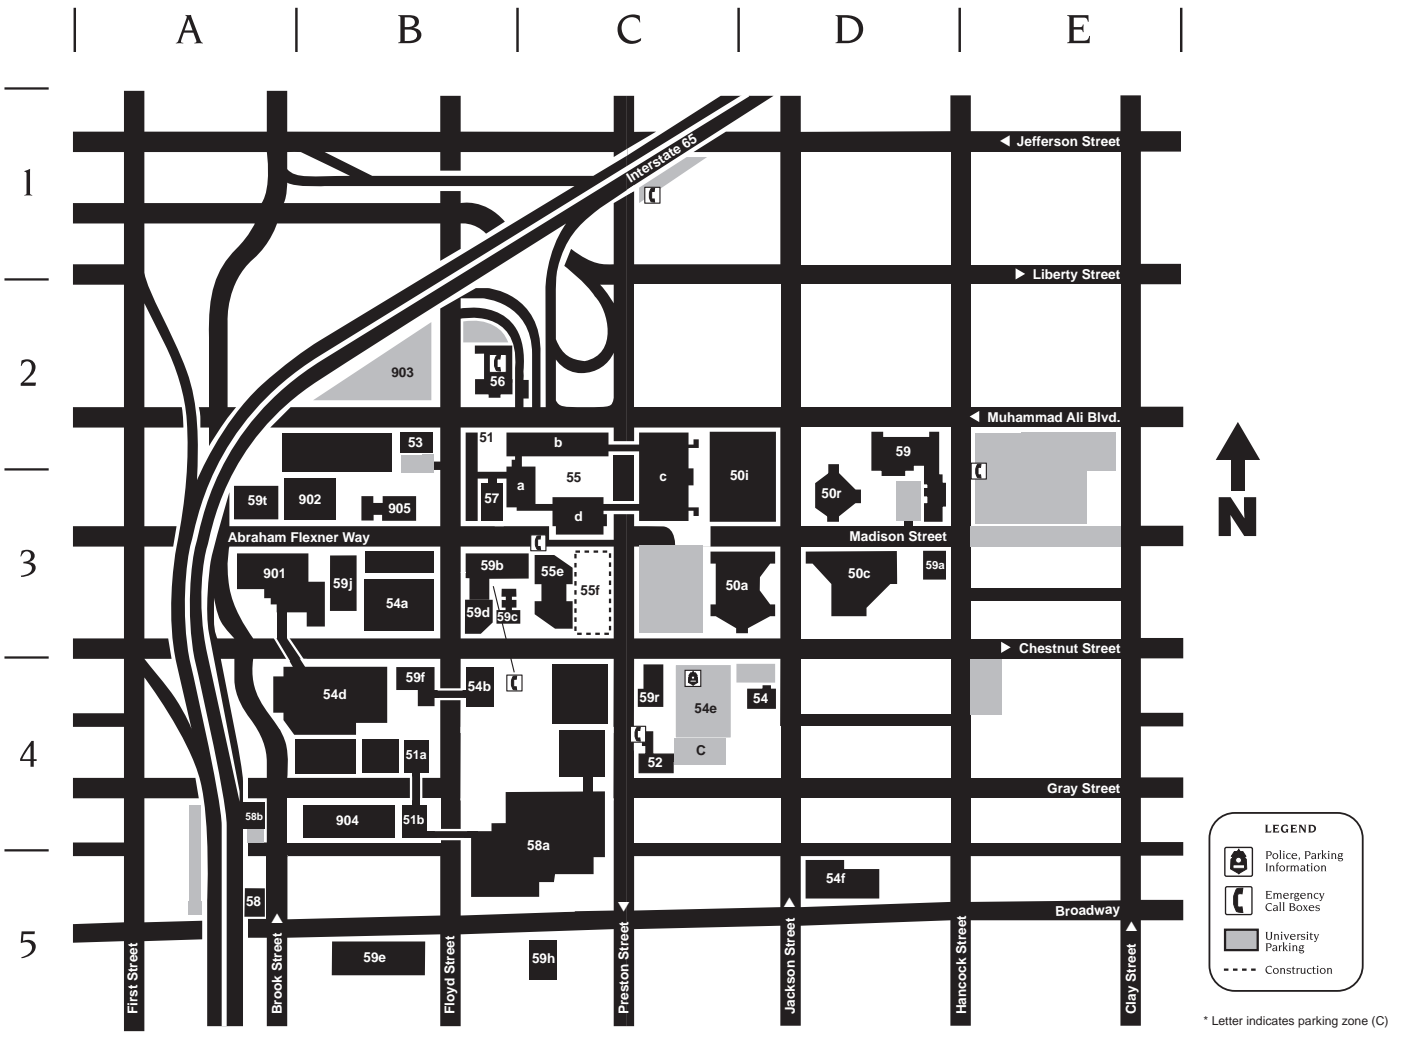 A B C D E
1
Jefferson Street
Interstate 65
Liberty Street
2
903
56
Muhammad Ali Blvd.
53
51
b
55
a
c
d
57
50i
50r
59
59t
902
905
Abraham Flexner Way
Madison Street
3
901
59j
54a
59b
59d
59c
55e
55f
50a
50c
59a
Chestnut Street
54d
59f
54b
59r
54e
54
C
52
4
51a
Gray Street
58b
904
51b
58a
54f
58
Broadway
5
59e
59h
First Street
Brook Street
Floyd Street
Preston Street
Jackson Street
Hancock Street
Clay Street
N
LEGEND
Police, Parking
Information
Emergency
Call Boxes
University
Parking
Construction
* Letter indicates parking zone (C)